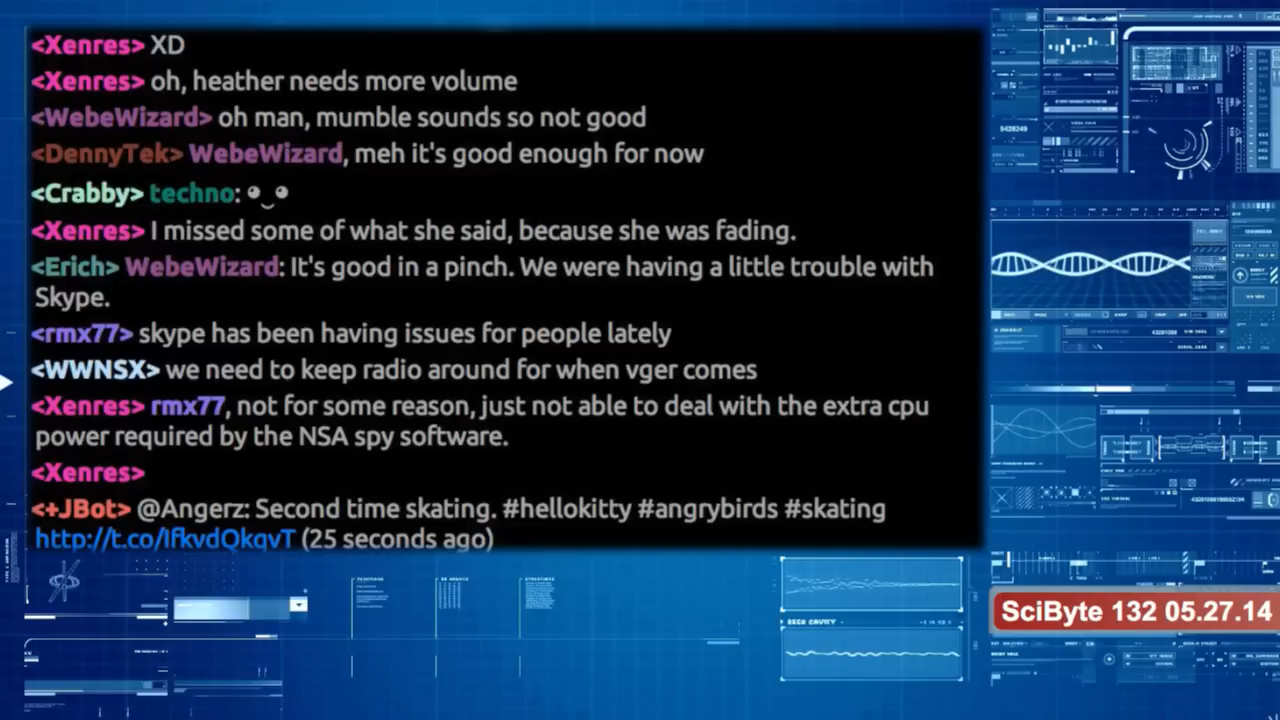 <Xenres> XD
<Xenres> oh, heather needs more volume
<WebeWizard> oh man, mumble sounds so not good
<DennyTek> WebeWizard, meh it's good enough for now
<Crabby> techno:
<Xenres> I missed some of what she said, because she was fading.
<Erich> WebeWizard: It's good in a pinch. We were having a little trouble with
Skype.
<rmx77> skype has been having issues for people lately
<WWNSX> we need to keep radio around for when vger comes
<Xenres> rmx77, not for some reason, just not able to deal with the extra cpu
power required by the NSA spy software.
<Xenres>
<+JBot> @Angerz: Second time skating. #hellokitty #angrybirds #skating
http://t.co/IfkvdQkqvT (25 seconds ago)
9428249
SciByte 132 05.27.14